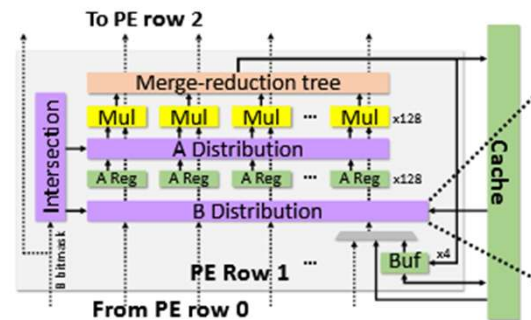 To PE row 2
Merge-reduction tree
Mul Mul Mul ... Mul x128
A Distribution
A Reg A Reg A Reg ... A Reg x128
B Distribution
Intersection
B bitmask
Cache
... Buf x4
PE Row 1
From PE row 0